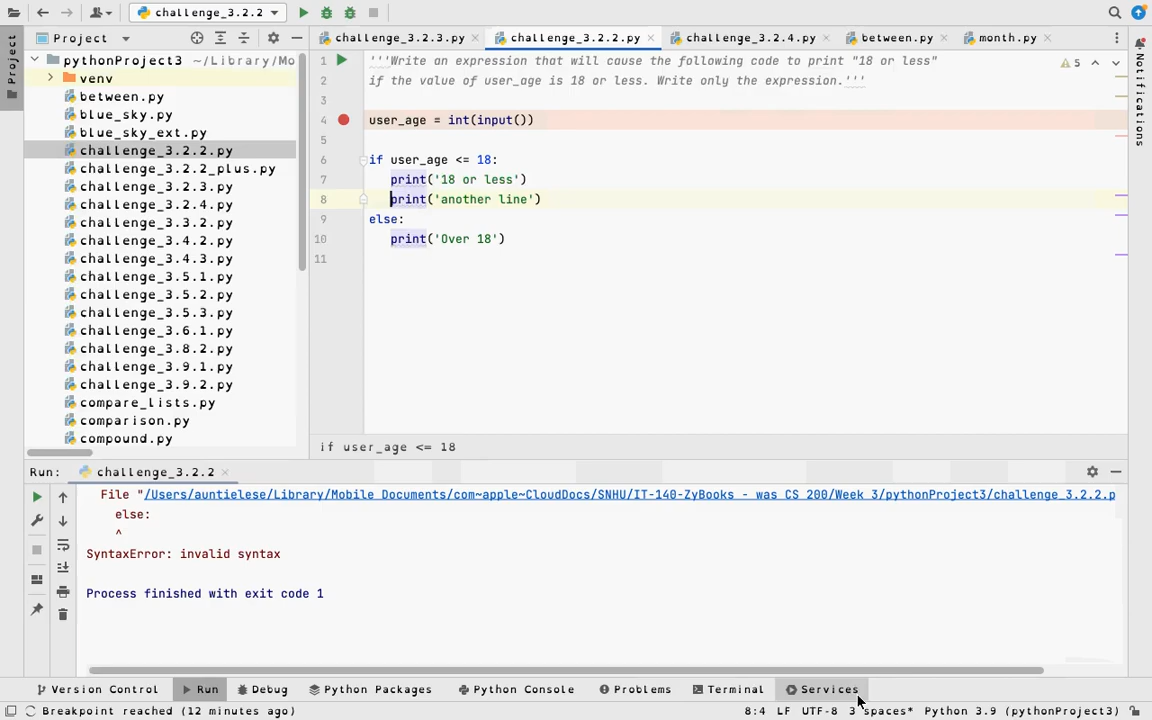 challenge_3.2.2
Project
challenge_3.2.3.py
challenge_3.2.2.py
challenge_3.2.4.py
between.py
month.py
Project
pythonProject3 ~/Library/Mo
venv
between.py
blue_sky.py
blue_sky_ext.py
challenge_3.2.2.py
challenge_3.2.2_plus.py
challenge_3.2.3.py
challenge_3.2.4.py
challenge_3.3.2.py
challenge_3.4.2.py
challenge_3.4.3.py
challenge_3.5.1.py
challenge_3.5.2.py
challenge_3.5.3.py
challenge_3.6.1.py
challenge_3.8.2.py
challenge_3.9.1.py
challenge_3.9.2.py
compare_lists.py
comparison.py
compound.py
1 '''Write an expression that will cause the following code to print "18 or less"
2 if the value of user_age is 18 or less. Write only the expression.'''
3
4 user_age = int(input())
5
6 if user_age <= 18:
7 print('18 or less')
8 print('another line')
9 else:
10 print('Over 18')
11
5
Notifications
if user_age <= 18
Run: challenge_3.2.2
File "/Users/auntielese/Library/Mobile Documents/com~apple~CloudDocs/SNHU/IT-140-ZyBooks - was CS 200/Week 3/pythonProject3/challenge_3.2.2.p
else:
^
SyntaxError: invalid syntax
Process finished with exit code 1
Version Control Run Debug Python Packages Python Console Problems Terminal Services
Breakpoint reached (12 minutes ago) 8:4 LF UTF-8 3 spaces* Python 3.9 (pythonProject3)